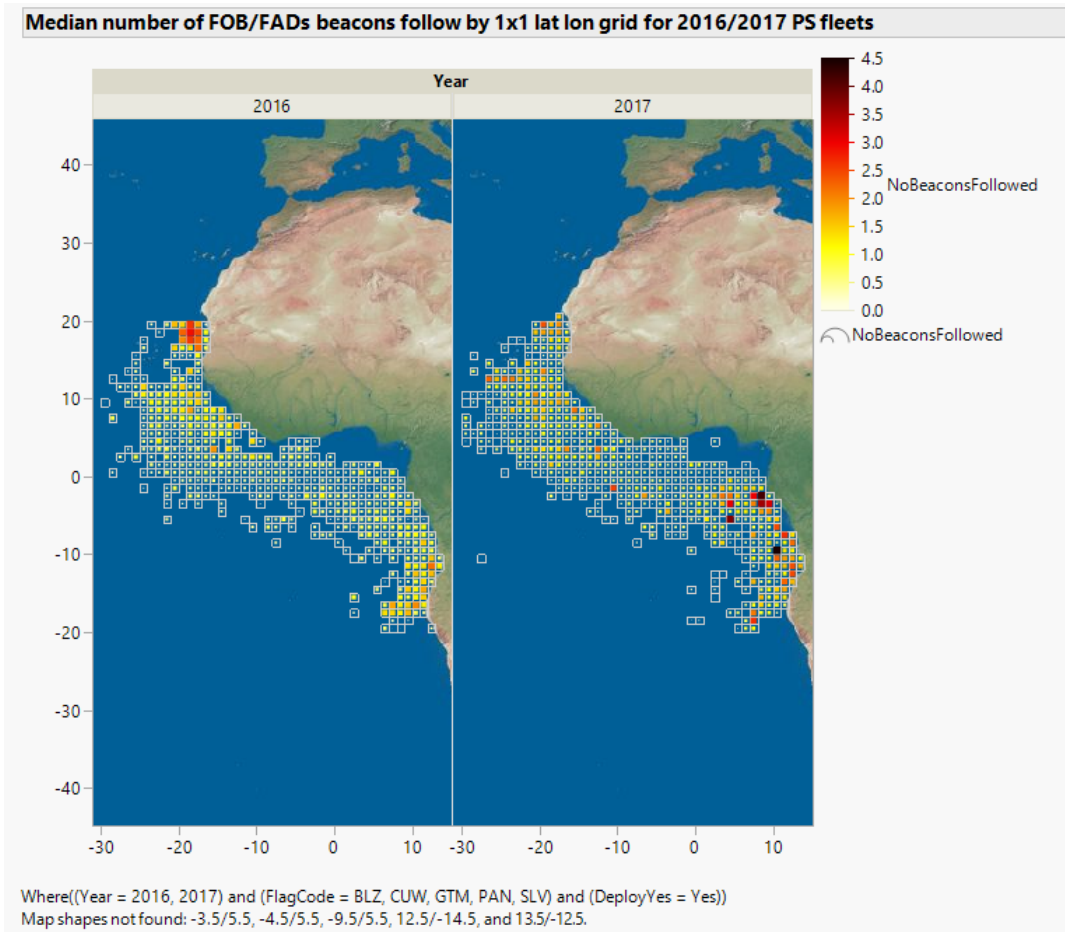 Median number of FOB/FADs beacons follow by 1x1 lat lon grid for 2016/2017 PS fleets
Year
2016 2017
4.5
4.0
3.5
3.0
2.5
2.0
1.5
1.0
0.5
0.0
NoBeaconsFollowed
NoBeaconsFollowed
40
30
20
10
0
-10
-20
-30
-40
-30 -20 -10 0 10 -30 -20 -10 0 10
Where((Year = 2016, 2017) and (FlagCode = BLZ, CUW, GTM, PAN, SLV) and (DeployYes = Yes))
Map shapes not found: -3.5/5.5, -4.5/5.5, -9.5/5.5, 12.5/-14.5, and 13.5/-12.5.